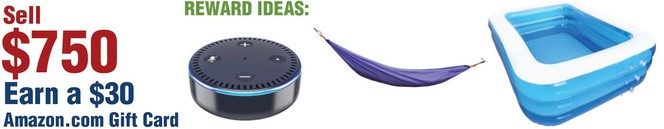 Sell
$750
Earn a $30
Amazon.com Gift Card
REWARD IDEAS: